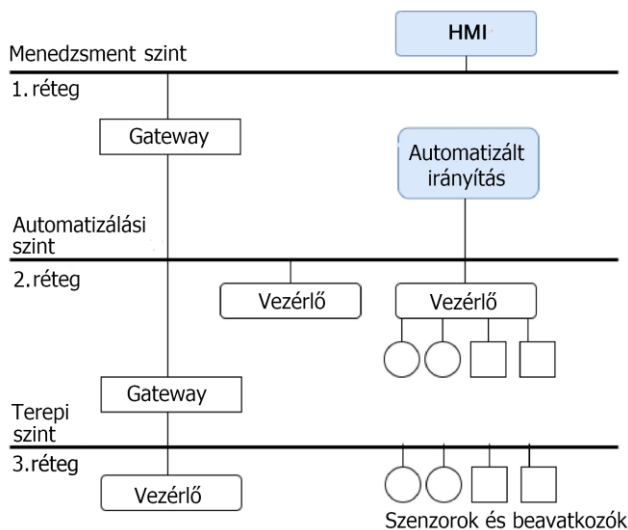 HMI
Menedzsment szint
1. réteg
Gateway
Automatizált
irányítás
Automatizálási
szint
2. réteg
Vezérlő
Vezérlő
Gateway
Terepi
szint
3. réteg
Vezérlő
Szenzorok és beavatkozók